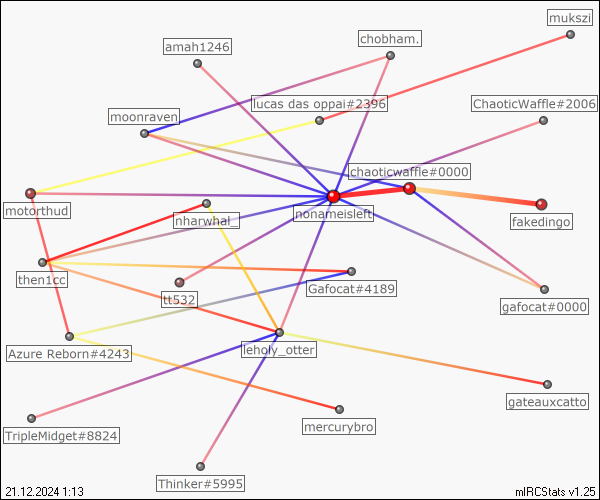 mukszi
chobham.
amah1246
lucas das oppai#2396
ChaoticWaffle#2006
moonraven
chaoticwaffle#0000
motorthud
nonameisleft
nharwhal_
fakedingo
then1cc
tt532
Gafocat#4189
gafocat#0000
Azure Reborn#4243
leholy_otter
gateauxcatto
mercurybro
TripleMidget#8824
Thinker#5995
21.12.2024 1:13
mIRCStats v1.25